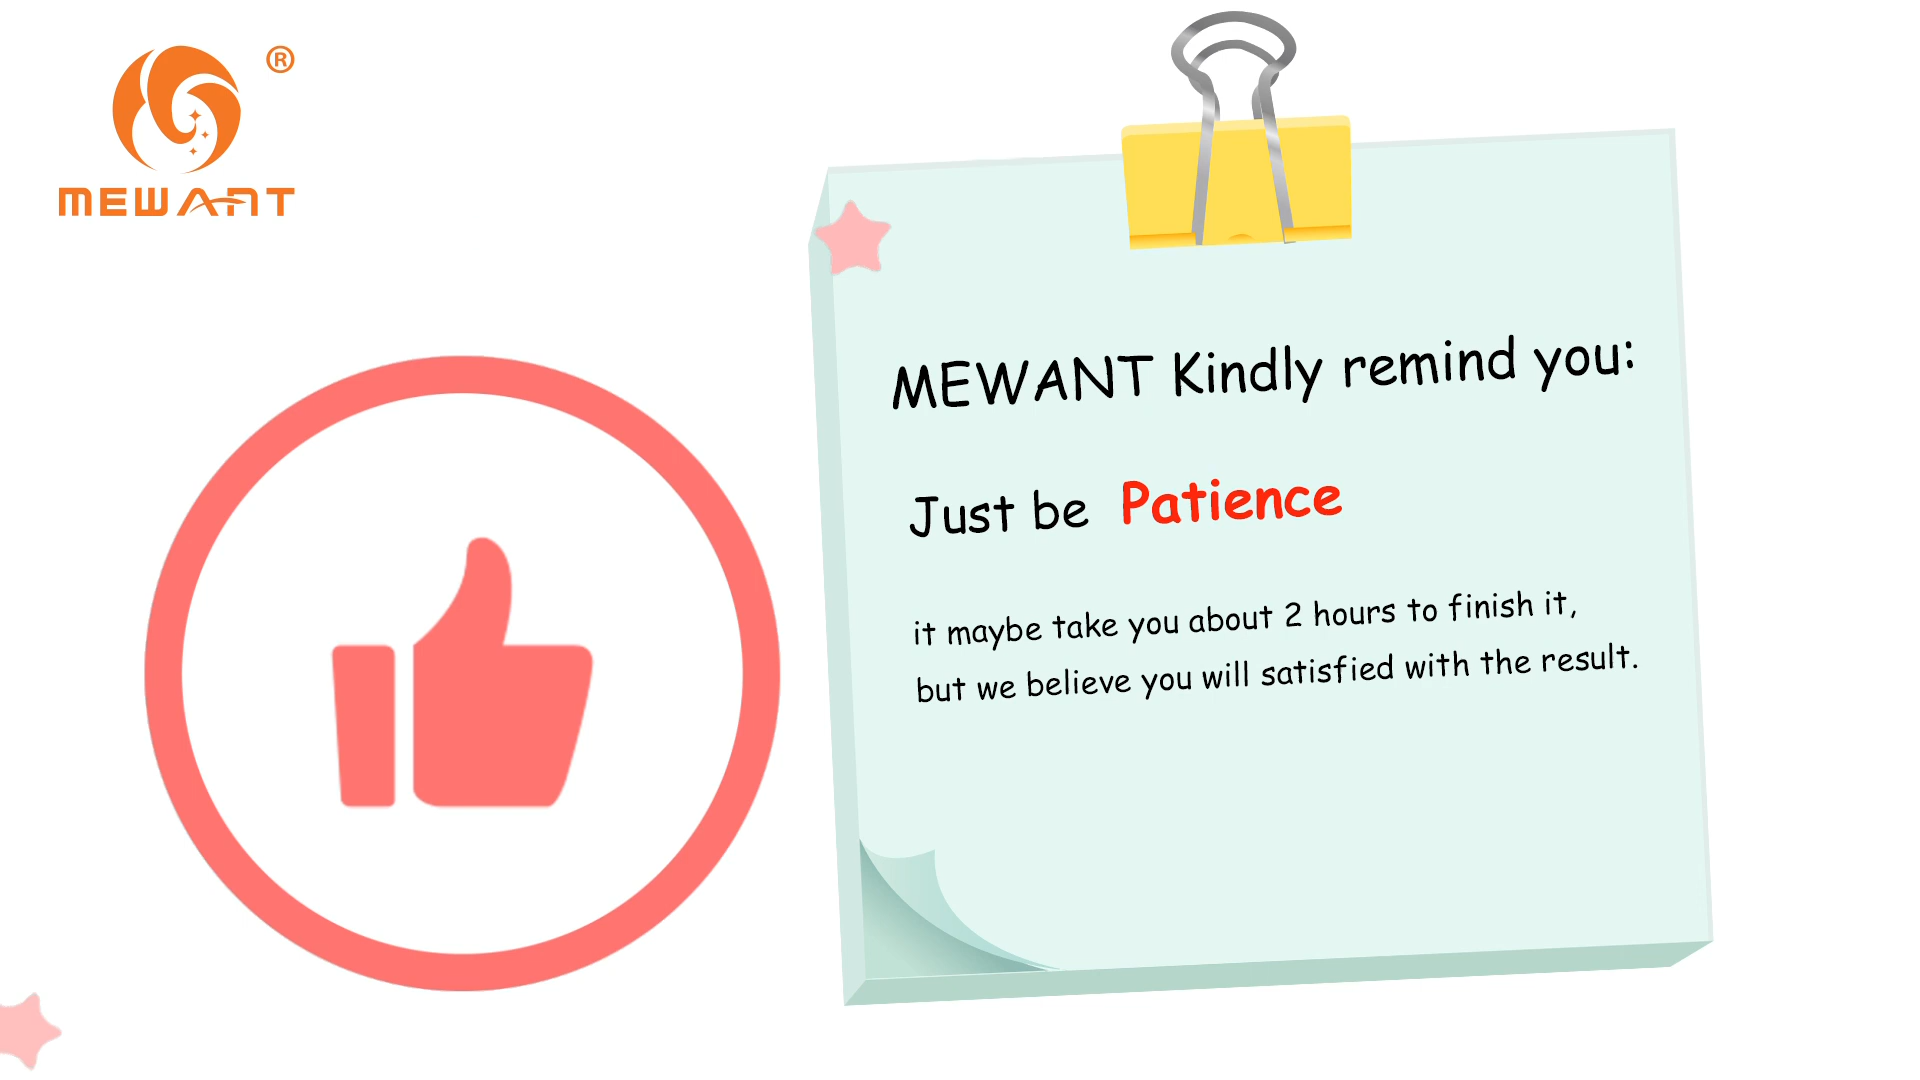 ®
MEWANT
MEWANT Kindly remind you:
Just be Patience
it maybe take you about 2 hours to finish it,
but we believe you will satisfied with the result.